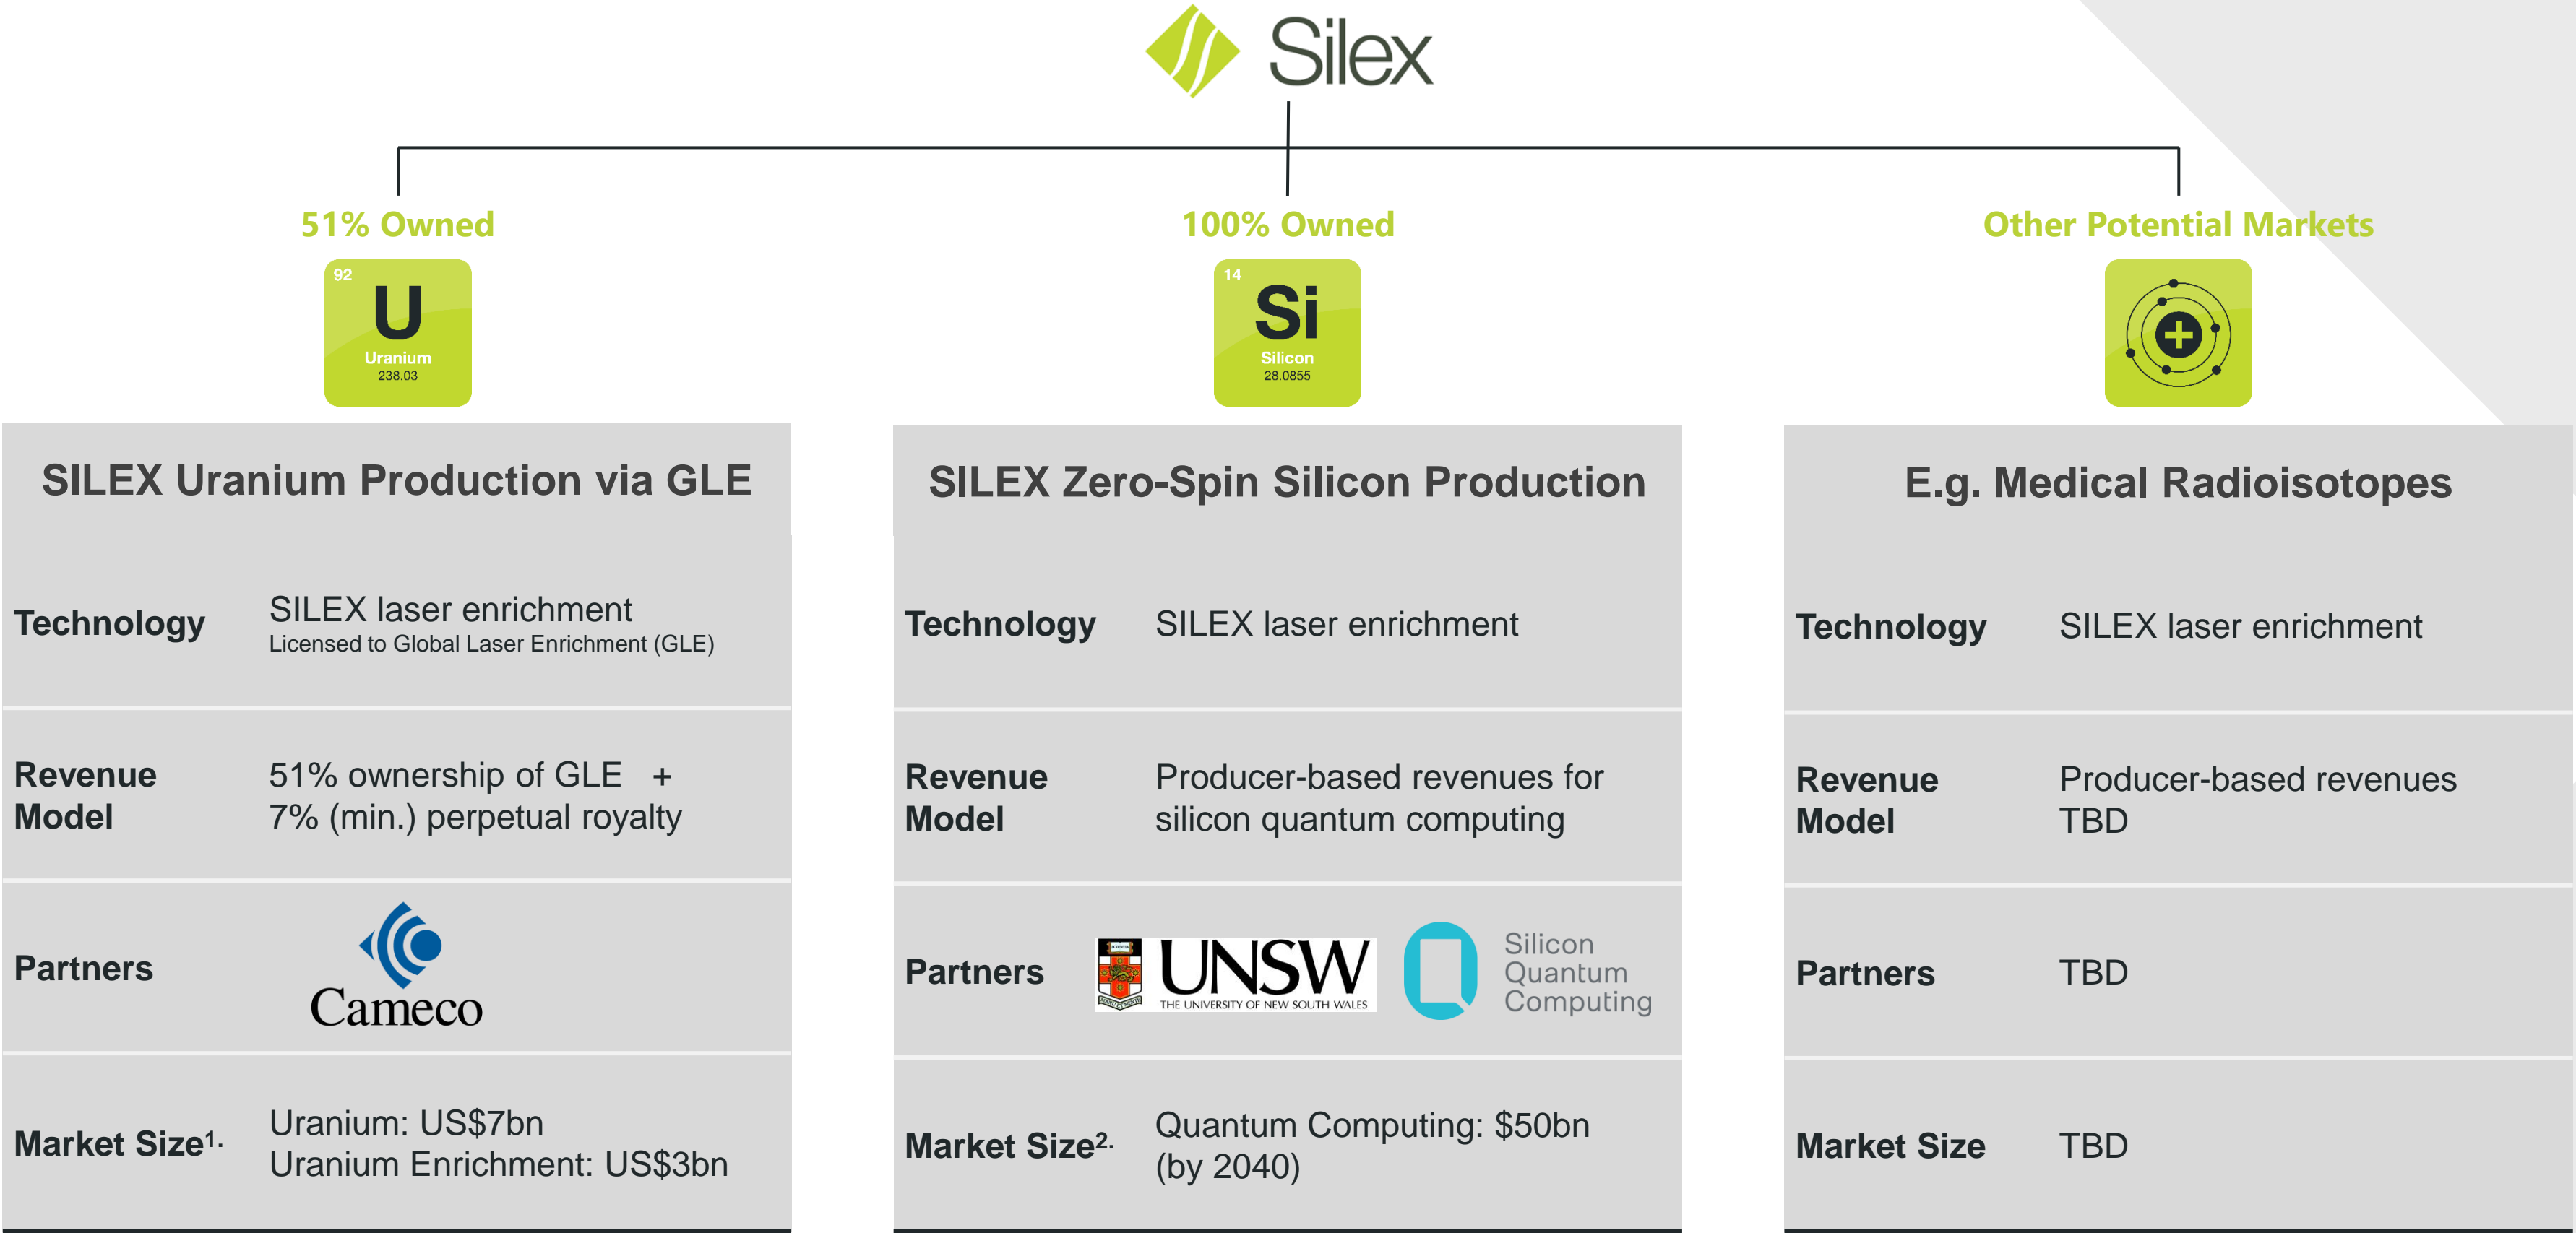 Silex
51% Owned
92
U
Uranium
238.03
SILEX Uranium Production via GLE
Technology
SILEX laser enrichment
Licensed to Global Laser Enrichment (GLE)
Revenue
Model
51% ownership of GLE +
7% (min.) perpetual royalty
Partners
Cameco
Market Size1.
Uranium: US$7bn
Uranium Enrichment: US$3bn
100% Owned
14
Si
Silicon
28.0855
SILEX Zero-Spin Silicon Production
Technology
SILEX laser enrichment
Revenue
Model
Producer-based revenues for
silicon quantum computing
Partners
UNSW
THE UNIVERSITY OF NEW SOUTH WALES
Silicon
Quantum
Computing
Market Size2.
Quantum Computing: $50bn
(by 2040)
Other Potential Markets
E.g. Medical Radioisotopes
Technology
SILEX laser enrichment
Revenue
Model
Producer-based revenues
TBD
Partners
TBD
Market Size
TBD